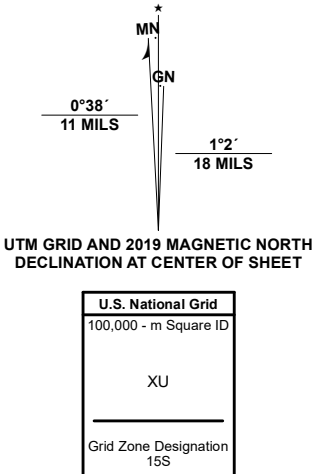 MN
GN
0°38´
11 MILS
1°2´
18 MILS
UTM GRID AND 2019 MAGNETIC NORTH
DECLINATION AT CENTER OF SHEET
U.S. National Grid
100,000 - m Square ID
XU
Grid Zone Designation
15S